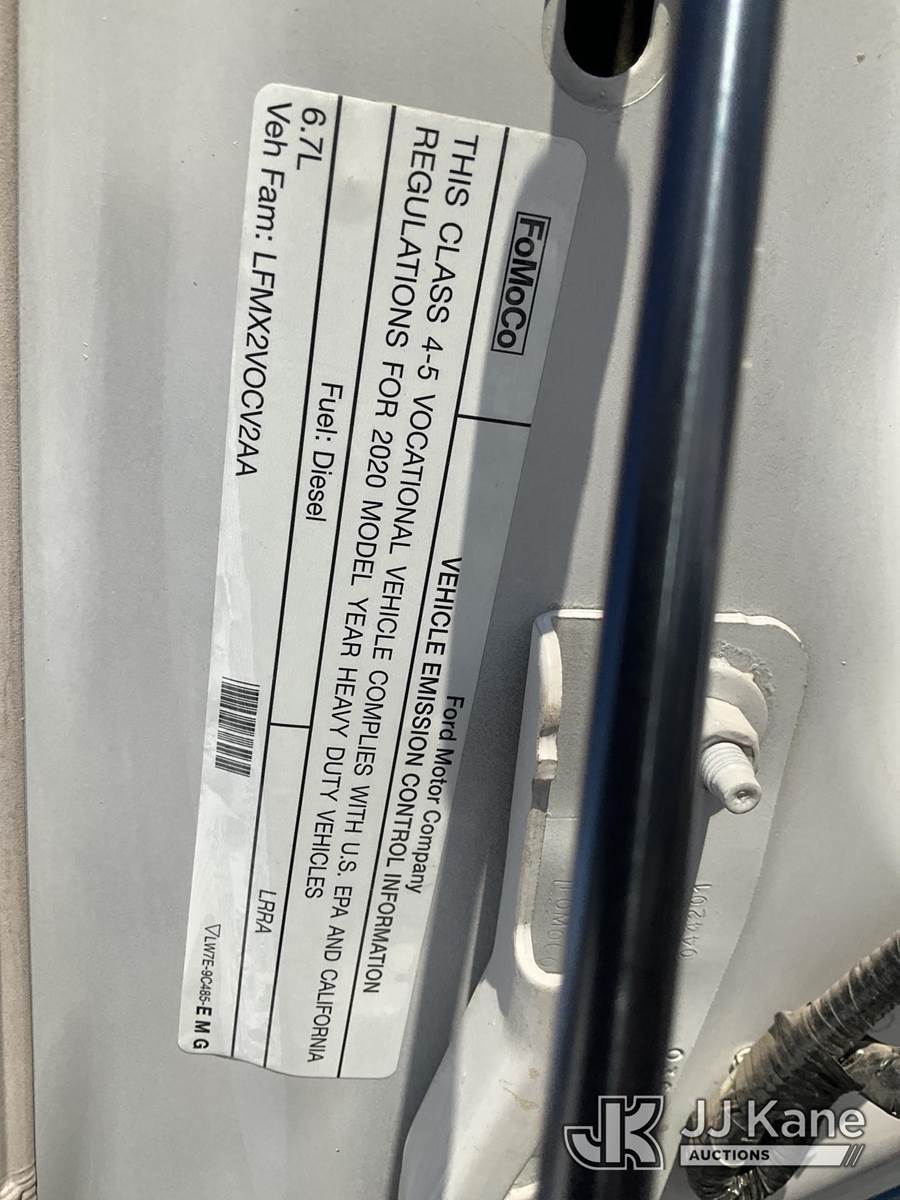 FoMoCo
Ford Motor Company
VEHICLE EMISSION CONTROL INFORMATION
THIS CLASS 4-5 VOCATIONAL VEHICLE COMPLIES WITH U.S. EPA AND CALIFORNIA
REGULATIONS FOR 2020 MODEL YEAR HEAVY DUTY VEHICLES
Fuel: Diesel
6.7L
Veh Fam: LFMX2VOCV2AA
LRRA
LW7E-9C485-E M G
JK JJ Kane
AUCTIONS